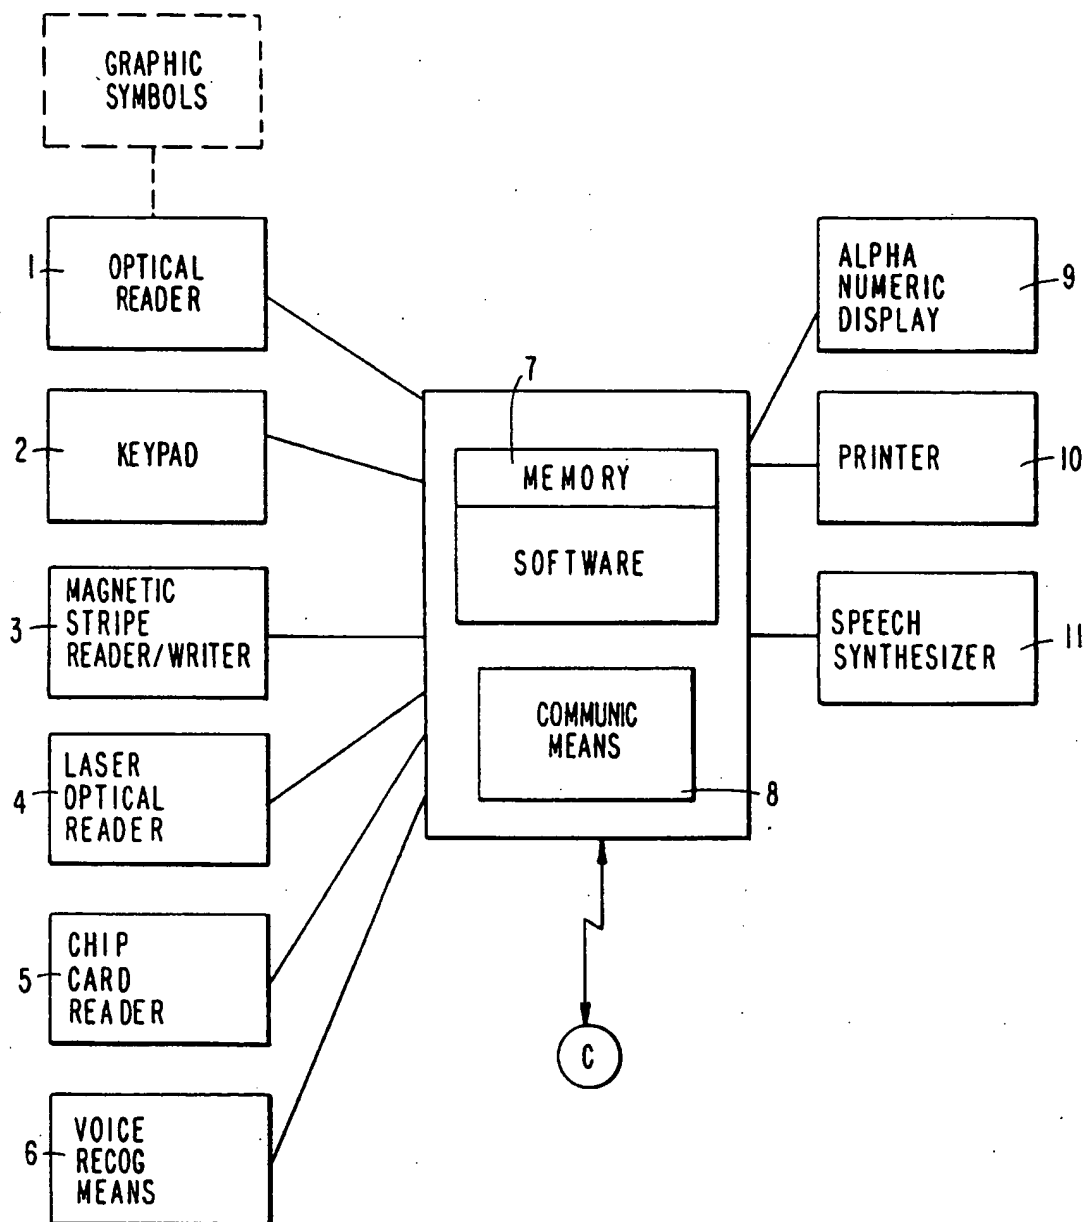 GRAPHIC
SYMBOLS
1
OPTICAL
READER
2
KEYPAD
3
MAGNETIC
STRIPE
READER/WRITER
4
LASER
OPTICAL
READER
5
CHIP
CARD
READER
6
VOICE
RECOG
MEANS
7
MEMORY
SOFTWARE
COMMUNIC
MEANS
8
C
ALPHA
NUMERIC
DISPLAY
9
PRINTER
10
SPEECH
SYNTHESIZER
11